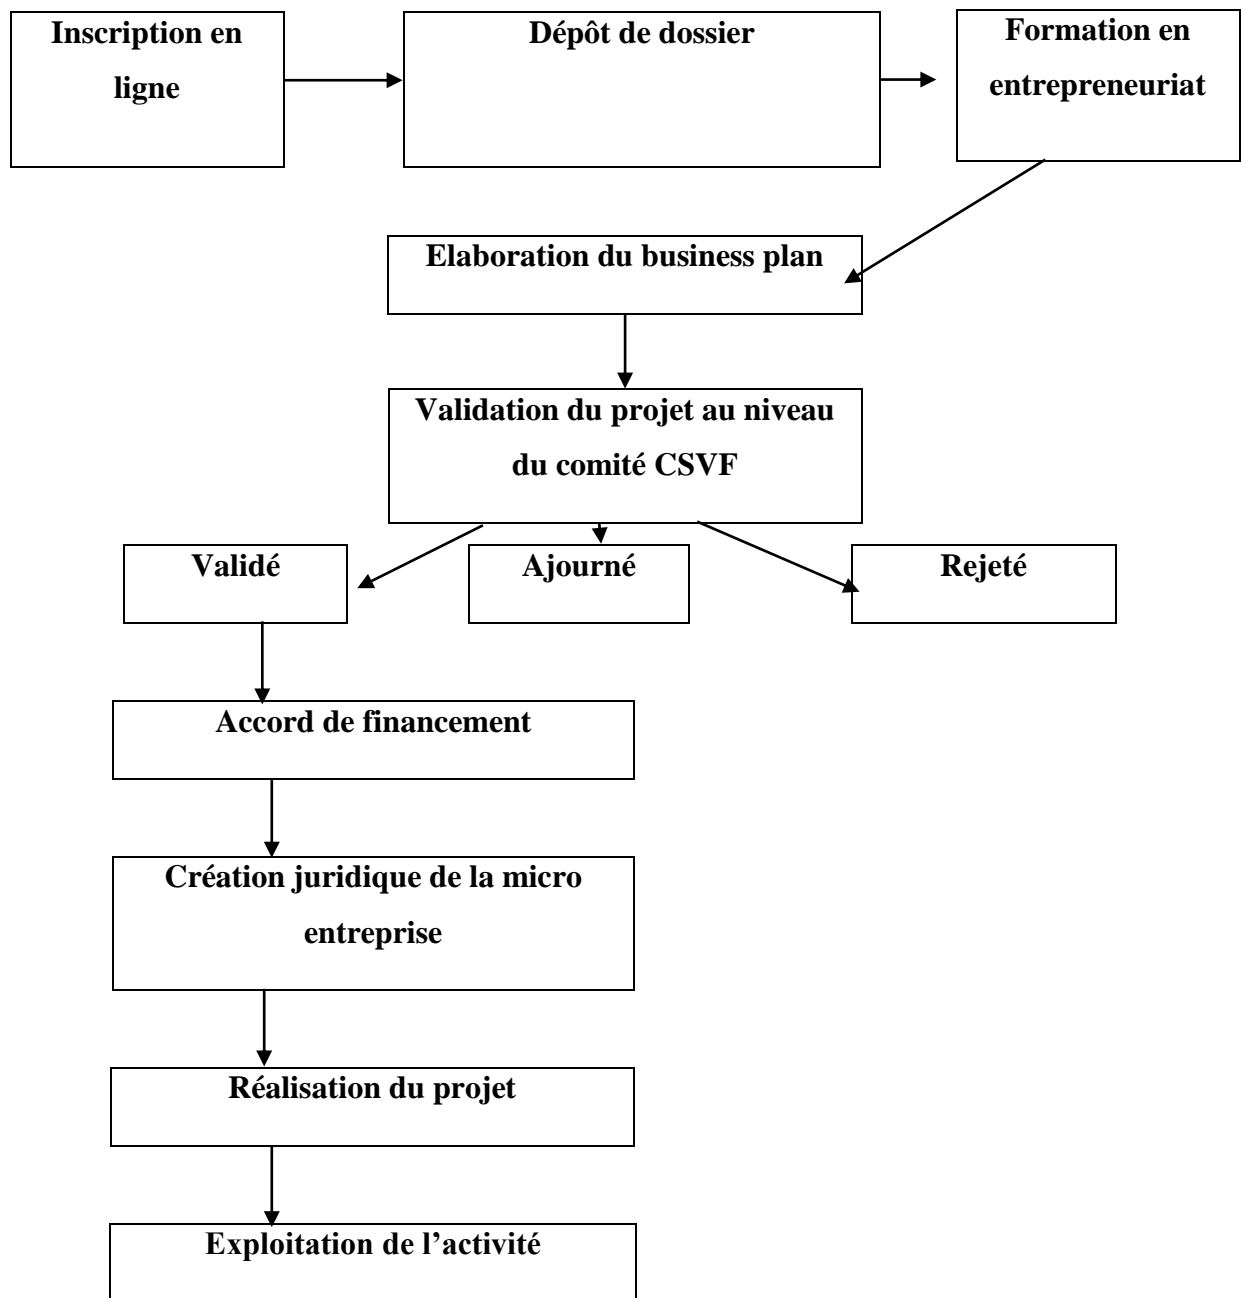 Inscription en
ligne
Dépôt de dossier
Formation en
entrepreneuriat
Elaboration du business plan
Validation du projet au niveau
du comité CSVF
Validé
Ajourné
Rejeté
Accord de financement
Création juridique de la micro
entreprise
Réalisation du projet
Exploitation de l’activité